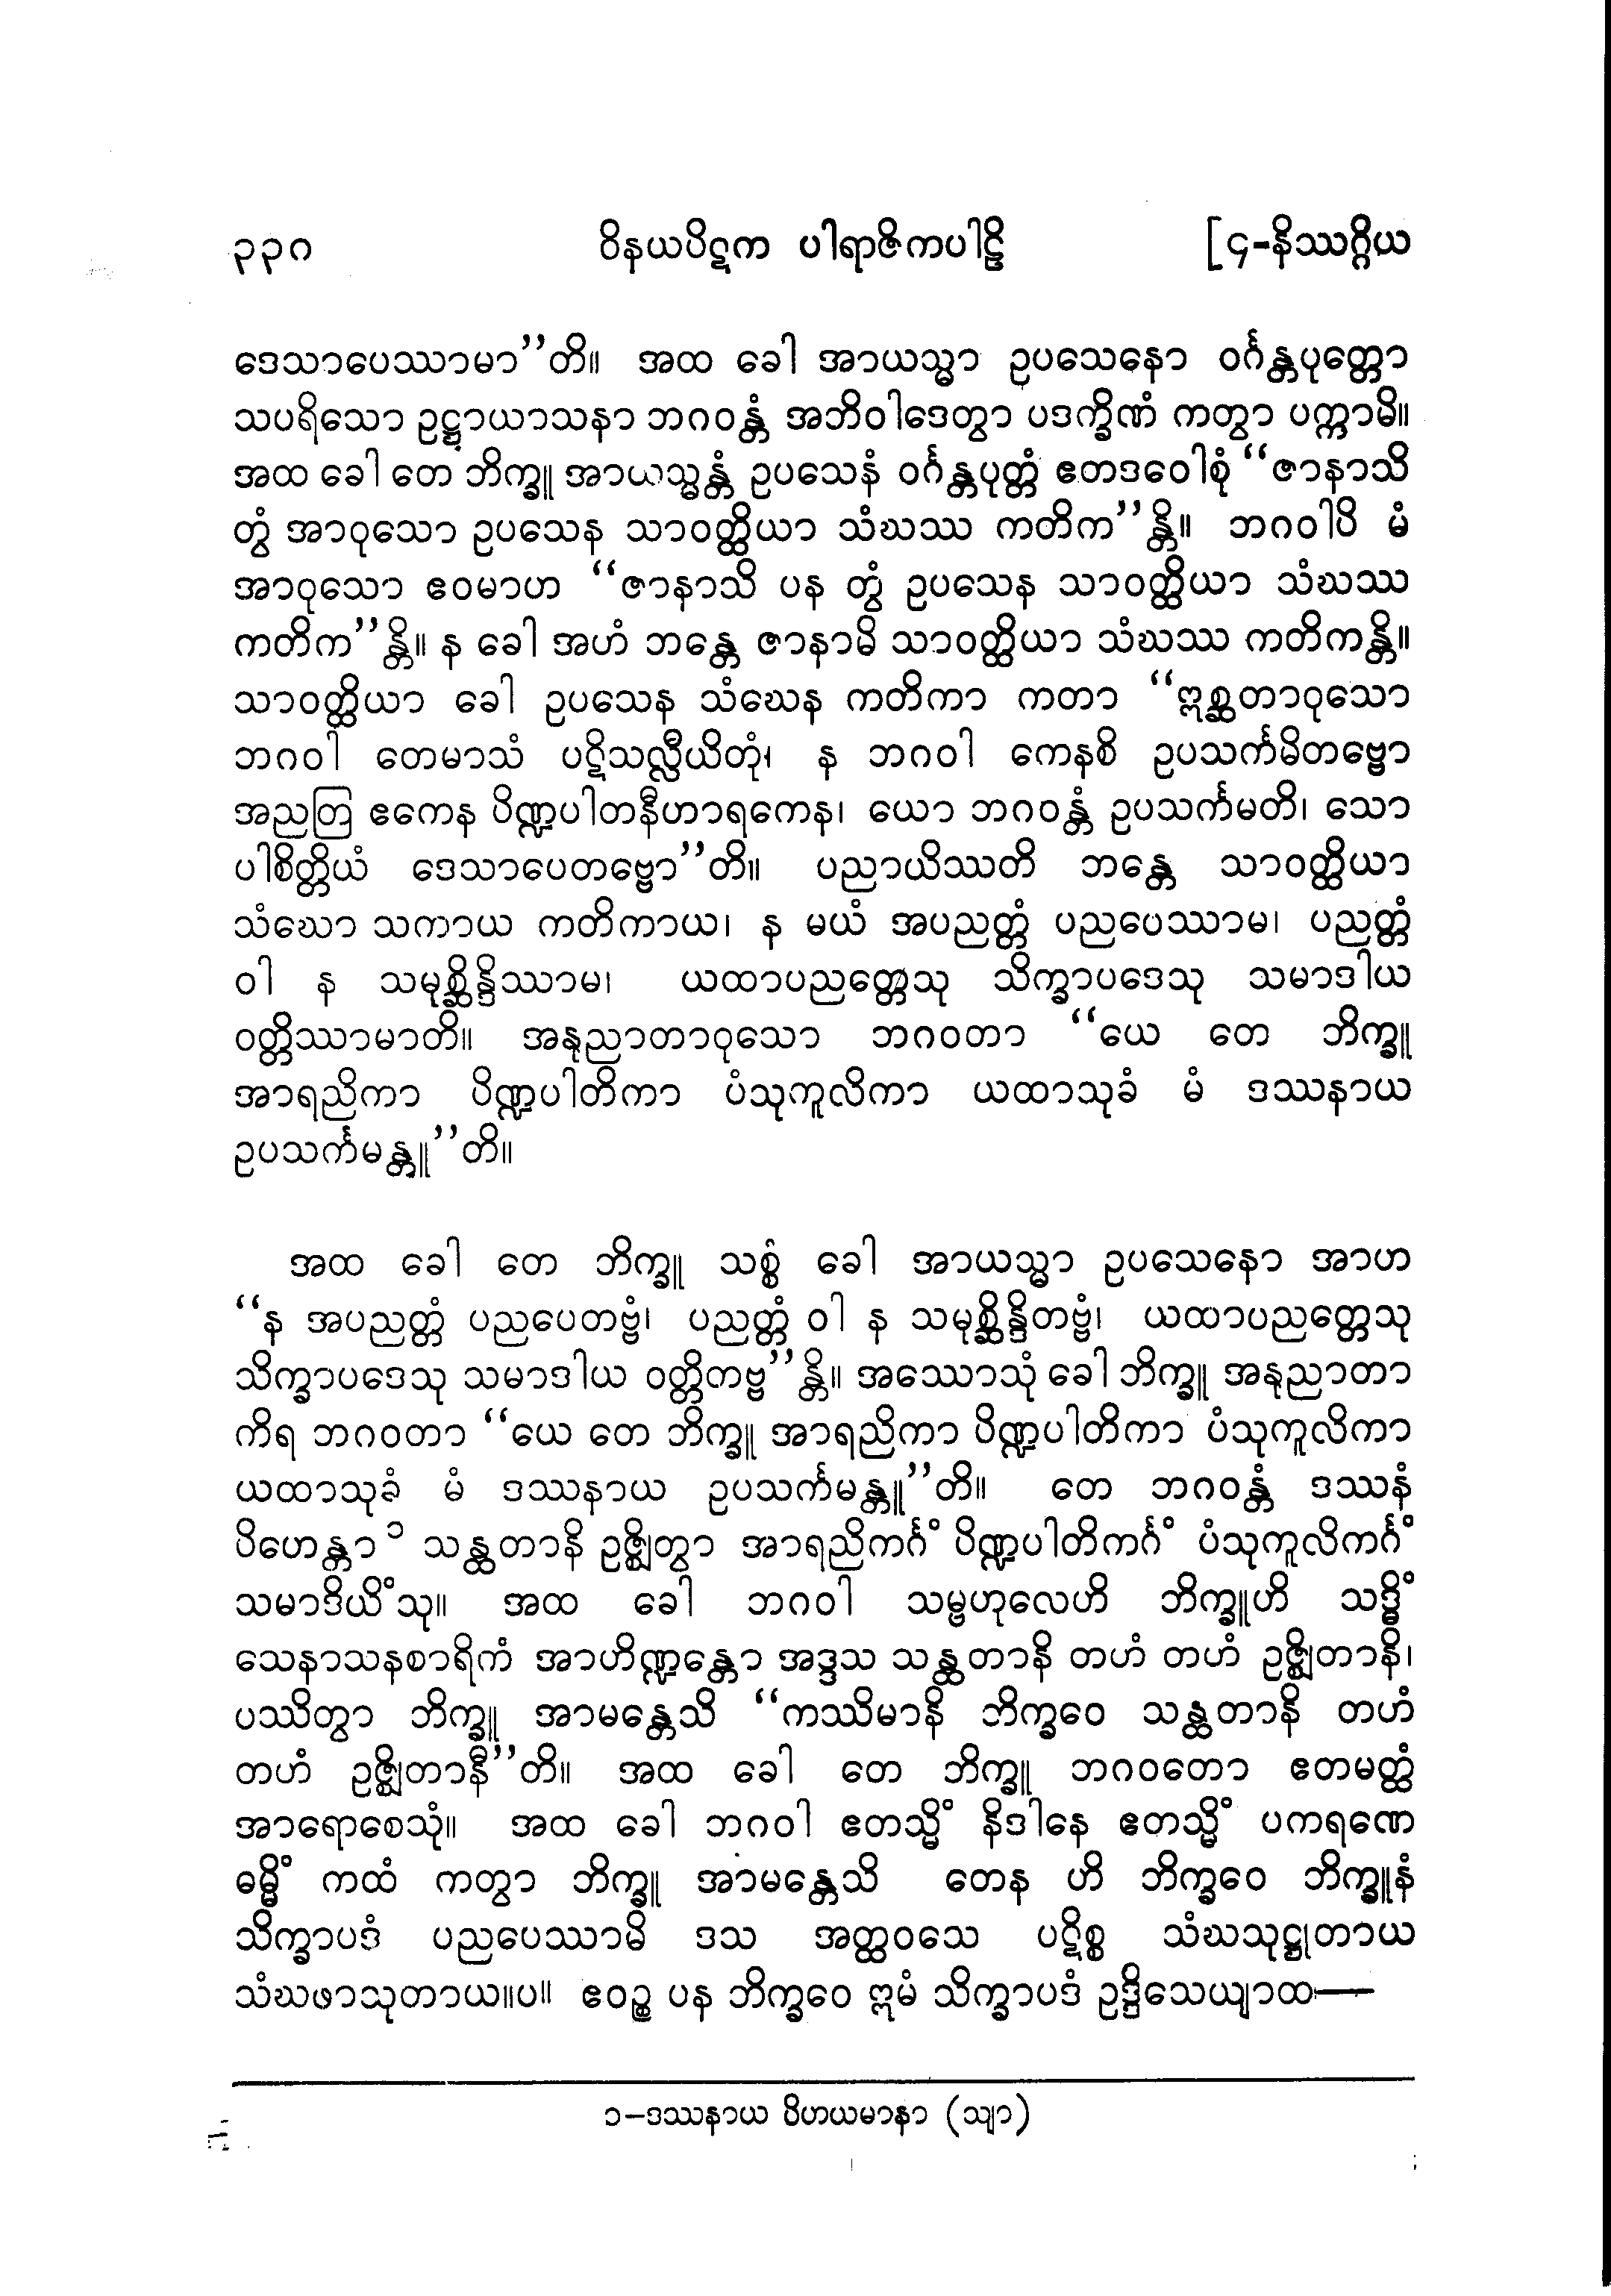 ၃၃၀ ဝိနယပိဋက ပါရာဇိကပါဠိ [၄-နိဿဂ္ဂိယ
ဒေသာပေဿာမာ’’တိ။ အထ ခေါ အာယသ္မာ ဥပသေနော ဝင်္ဂန္တပုတ္တော
သပရိသော ဥဋ္ဌာယာသနာ ဘဂဝန္တံ အဘိဝါဒေတွာ ပဒက္ခိဏံ ကတွာ ပက္ကာမိ။
အထ ခေါ တေ ဘိက္ခူ အာယသ္မန္တံ ဥပသေနံ ဝင်္ဂန္တပုတ္တံ ဧတဒဝေါစုံ ‘‘ဇာနာသိ
တွံ အာဝုသော ဥပသေန သာဝတ္ထိယာ သံဃဿ ကတိက’’န္တိ။ ဘဂဝါပိ မံ
အာဝုသော ဧဝမာဟ ‘‘ဇာနာသိ ပန တွံ ဥပသေန သာဝတ္ထိယာ သံဃဿ
ကတိက’’န္တိ။ န ခေါ အဟံ ဘန္တေ ဇာနာမိ သာဝတ္ထိယာ သံဃဿ ကတိကန္တိ။
သာဝတ္ထိယာ ခေါ ဥပသေန သံဃေန ကတိကာ ကတာ ‘‘ဣစ္ဆတာဝုသော
ဘဂဝါ တေမာသံ ပဋိသလ္လီယိတုံ၊ န ဘဂဝါ ကေနစိ ဥပသင်္ကမိတဗ္ဗော
အညတြ ဧကေန ပိဏ္ဍပါတနီဟာရကေန၊ ယော ဘဂဝန္တံ ဥပသင်္ကမတိ၊ သော
ပါစိတ္တိယံ ဒေသာပေတဗ္ဗော’’တိ။ ပညာယိဿတိ ဘန္တေ သာဝတ္ထိယာ
သံဃော သကာယ ကတိကာယ၊ န မယံ အပညတ္တံ ပညပေဿာမ၊ ပညတ္တံ
ဝါ န သမုစ္ဆိန္ဒိဿာမ၊ ယထာပညတ္တေသု သိက္ခာပဒေသု သမာဒါယ
ဝတ္တိဿာမာတိ။ အနုညာတာဝုသော ဘဂဝတာ ‘‘ယေ တေ ဘိက္ခူ
အာရညိကာ ပိဏ္ဍပါတိကာ ပံသုကူလိကာ ယထာသုခံ မံ ဒဿနာယ
ဥပသင်္ကမန္တူ’’တိ။
အထ ခေါ တေ ဘိက္ခူ သစ္စံ ခေါ အာယသ္မာ ဥပသေနော အာဟ
‘‘န အပညတ္တံ ပညပေတဗ္ဗံ၊ ပညတ္တံ ဝါ န သမုစ္ဆိန္ဒိတဗ္ဗံ၊ ယထာပညတ္တေသု
သိက္ခာပဒေသု သမာဒါယ ဝတ္တိတဗ္ဗ’’န္တိ။ အဿောသုံ ခေါ ဘိက္ခူ အနုညာတာ
ကိရ ဘဂဝတာ ‘‘ယေ တေ ဘိက္ခူ အာရညိကာ ပိဏ္ဍပါတိကာ ပံသုကူလိကာ
ယထာသုခံ မံ ဒဿနာယ ဥပသင်္ကမန္တူ’’တိ။ တေ ဘဂဝန္တံ ဒဿနံ
ပိဟေန္တာ ၁ သန္ထတာနိ ဥဇ္ဈိတွာ အာရညိကင်္ဂံ ပိဏ္ဍပါတိကင်္ဂံ ပံသုကူလိကင်္ဂံ
သမာဒိယိံသု။ အထ ခေါ ဘဂဝါ သမ္ဗဟုလေဟိ ဘိက္ခူဟိ သဒ္ဓိံ
သေနာသနစာရိကံ အာဟိဏ္ဍန္တော အဒ္ဒသ သန္ထတာနိ တဟံ တဟံ ဥဇ္ဈိတာနိ၊
ပဿိတွာ ဘိက္ခူ အာမန္တေသိ ‘‘ကဿိမာနိ ဘိက္ခဝေ သန္ထတာနိ တဟံ
တဟံ ဥဇ္ဈိတာနီ’’တိ။ အထ ခေါ တေ ဘိက္ခူ ဘဂဝတော ဧတမတ္ထံ
အာရောစေသုံ။ အထ ခေါ ဘဂဝါ ဧတသ္မိံ နိဒါနေ ဧတသ္မိံ ပကရဏေ
ဓမ္မိံ ကထံ ကတွာ ဘိက္ခူ အာမန္တေသိ တေန ဟိ ဘိက္ခဝေ ဘိက္ခူနံ
သိက္ခာပဒံ ပညပေဿာမိ ဒသ အတ္ထဝသေ ပဋိစ္စ သံဃသုဋ္ဌုတာယ
သံဃဖာသုတာယ။ပ။ ဧဝဉ္စ ပန ဘိက္ခဝေ ဣမံ သိက္ခာပဒံ ဥဒ္ဒိသေယျာထ—
၁–ဒဿနာယ ပိဟယမာနာ (သျာ)